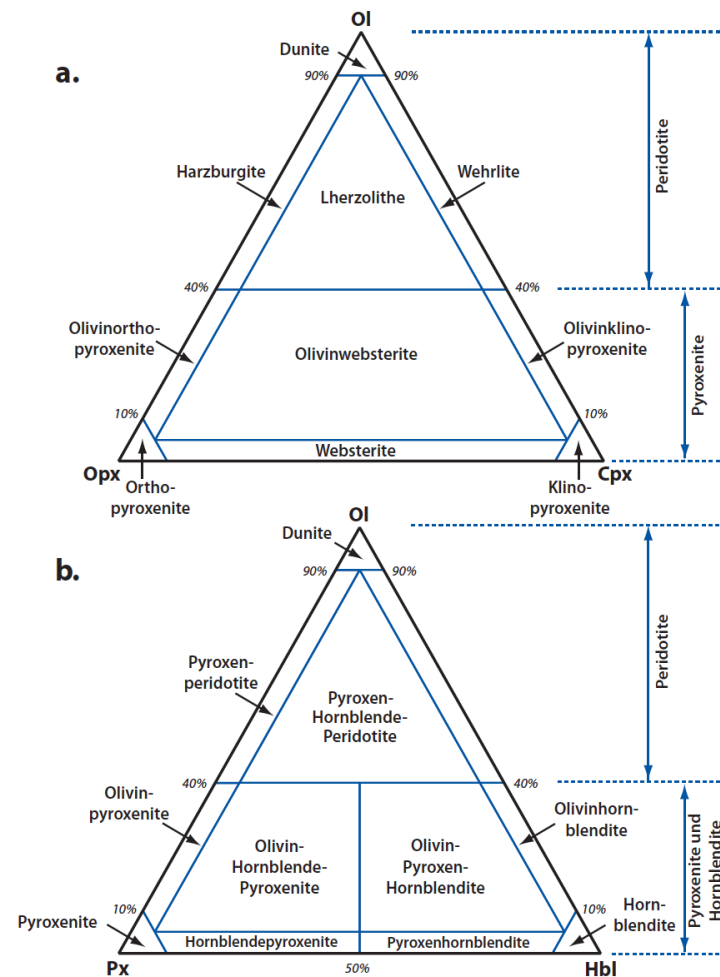 a.
Ol
Dunite
90%
90%
Harzburgite
Wehrlite
Lherzolithe
Peridotite
40%
40%
Olivinortho-
pyroxenite
Olivinklino-
pyroxenite
Olivinwebsterite
Pyroxenite
10%
10%
Websterite
Opx
Cpx
Ortho-
pyroxenite
Klino-
pyroxenite
b.
Ol
Dunite
90%
90%
Pyroxen-
peridotite
Pyroxen-
Hornblende-
Peridotite
Peridotite
40%
40%
Olivin-
pyroxenite
Olivinhorn-
blendite
Olivin-
Hornblende-
Pyroxenite
Olivin-
Pyroxen-
Hornblendite
Pyroxenite und
Hornblendite
10%
10%
Pyroxenite
Horn-
blendite
Hornblendepyroxenite
Pyroxenhornblendite
Px
50%
Hbl